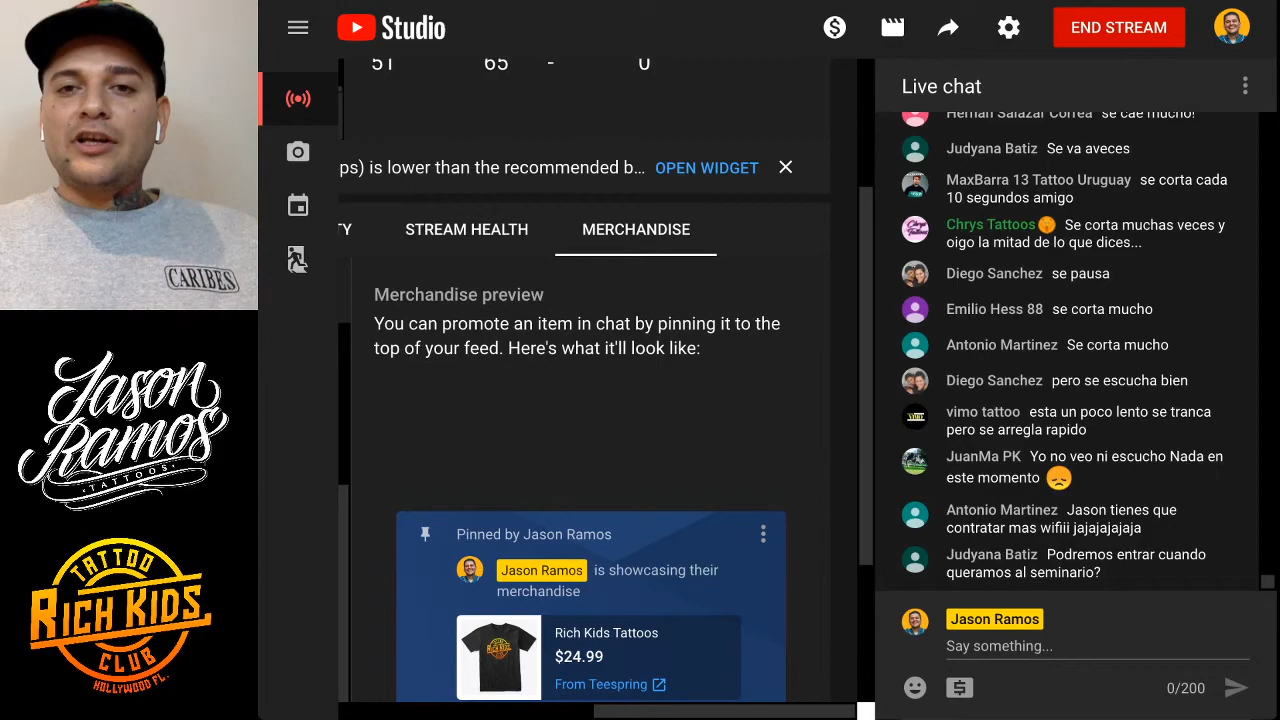 CARIBES
Jason
Ramos
TATTOOS
TATTOO
RICH KIDS.
CLUB
HOLLYWOOD FL.
Studio
END STREAM
51 65 - 0
ps) is lower than the recommended b... OPEN WIDGET
TY STREAM HEALTH MERCHANDISE
Merchandise preview
You can promote an item in chat by pinning it to the
top of your feed. Here's what it'll look like:
Pinned by Jason Ramos
Jason Ramos is showcasing their
merchandise
Rich Kids Tattoos
$24.99
From Teespring
Live chat
Hernan Salazar Correa se cae mucho!
Judyana Batiz Se va aveces
MaxBarra 13 Tattoo Uruguay se corta cada
10 segundos amigo
Chrys Tattoos Se corta muchas veces y
oigo la mitad de lo que dices...
Diego Sanchez se pausa
Emilio Hess 88 se corta mucho
Antonio Martinez Se corta mucho
Diego Sanchez pero se escucha bien
vimo tattoo esta un poco lento se tranca
pero se arregla rapido
JuanMa PK Yo no veo ni escucho Nada en
este momento
Antonio Martinez Jason tienes que
contratar mas wifiii jajajajajaja
Judyana Batiz Podremos entrar cuando
queramos al seminario?
Jason Ramos
Say something...
0/200